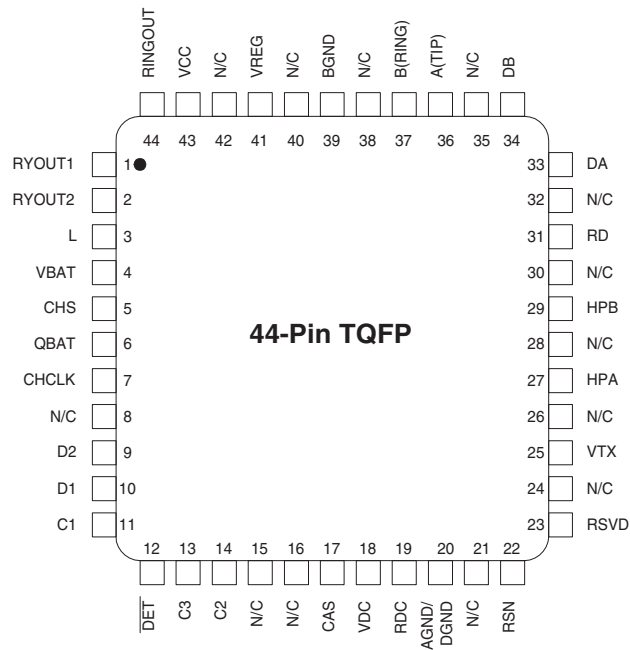 RINGOUT
VCC
N/C
VREG
N/C
BGND
N/C
B(RING)
A(TIP)
N/C
DB
44 43 42 41 40 39 38 37 36 35 34
RYOUT1 1 33 DA
RYOUT2 2 32 N/C
L 3 31 RD
VBAT 4 30 N/C
CHS 5 29 HPB
44-Pin TQFP
QBAT 6 28 N/C
CHCLK 7 27 HPA
N/C 8 26 N/C
D2 9 25 VTX
D1 10 24 N/C
C1 11 23 RSVD
12 13 14 15 16 17 18 19 20 21 22
DET
C3
C2
N/C
N/C
CAS
VDC
RDC
AGND/
DGND
N/C
RSN